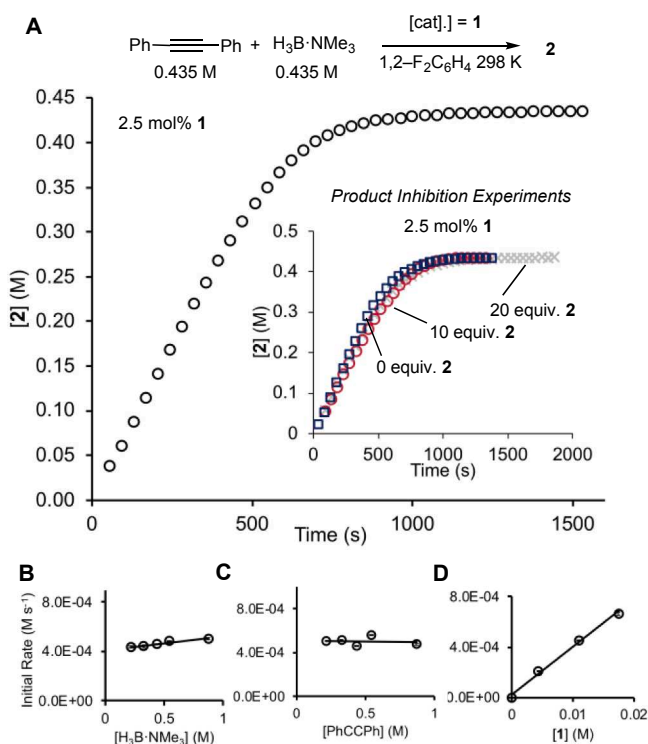 A
[cat].] = 1
Ph Ph + H₃B·NMe₃ 2
0.435 M 0.435 M 1,2–F₂C₆H₄ 298 K
0.45
2.5 mol% 1
0.40
0.35
0.30
0.25
0.20
0.15
0.10
0.05
0.00
[2] (M)
0 500 1000 1500
Time (s)
Product Inhibition Experiments
2.5 mol% 1
0.5
0.4
0.3
0.2
0.1
0
[2] (M)
20 equiv. 2
10 equiv. 2
0 equiv. 2
0 500 1000 1500 2000
Time (s)
B
Initial Rate (M s⁻¹)
8.0E-04
4.0E-04
0.0E+00
0 0.5 1
[H₃B·NMe₃] (M)
C
8.0E-04
4.0E-04
0.0E+00
0 0.5 1
[PhCCPh] (M)
D
8.0E-04
4.0E-04
0.0E+00
0 0.01 0.02
[1] (M)